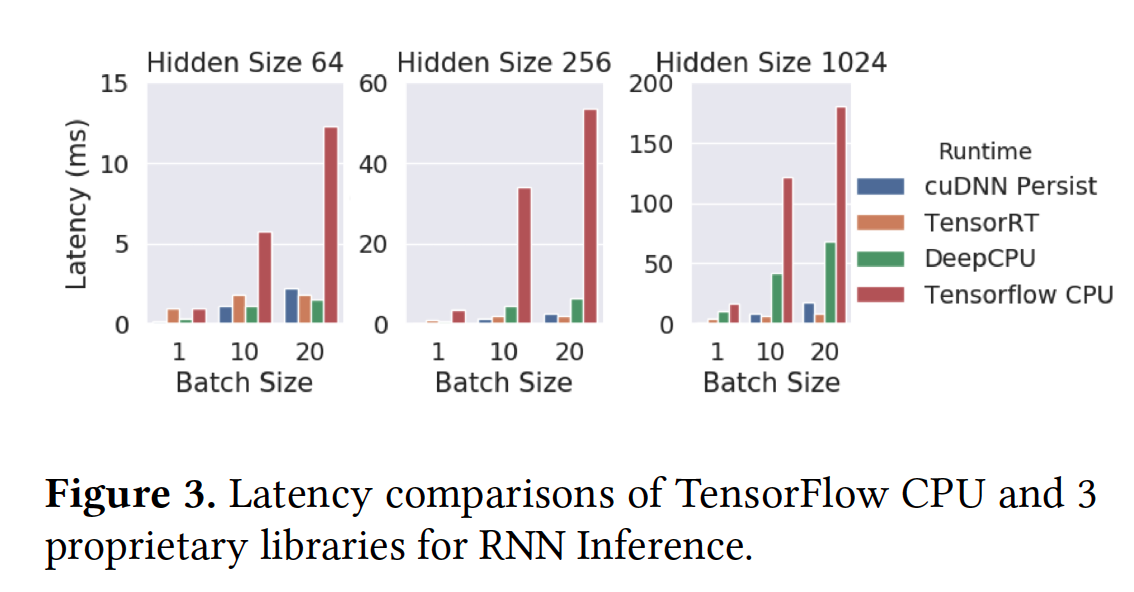 Hidden Size 64 Hidden Size 256 Hidden Size 1024
Latency (ms)
15
10
5
0
1 10 20
Batch Size
60
40
20
0
1 10 20
Batch Size
200
150
100
50
0
1 10 20
Batch Size
Runtime
cuDNN Persist
TensorRT
DeepCPU
Tensorflow CPU
Figure 3. Latency comparisons of TensorFlow CPU and 3
proprietary libraries for RNN Inference.